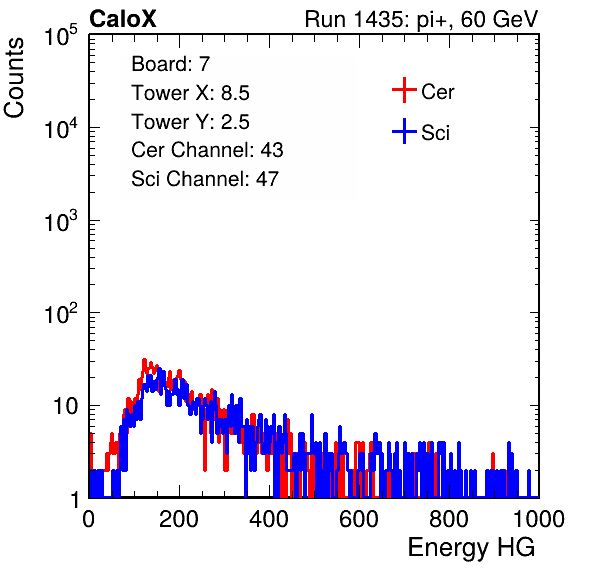 CaloX Run 1435: pi+, 60 GeV
Counts
Board: 7
Tower X: 8.5
Tower Y: 2.5
Cer Channel: 43
Sci Channel: 47
Cer
Sci
10^5
10^4
10^3
10^2
10
1
0 200 400 600 800 1000
Energy HG